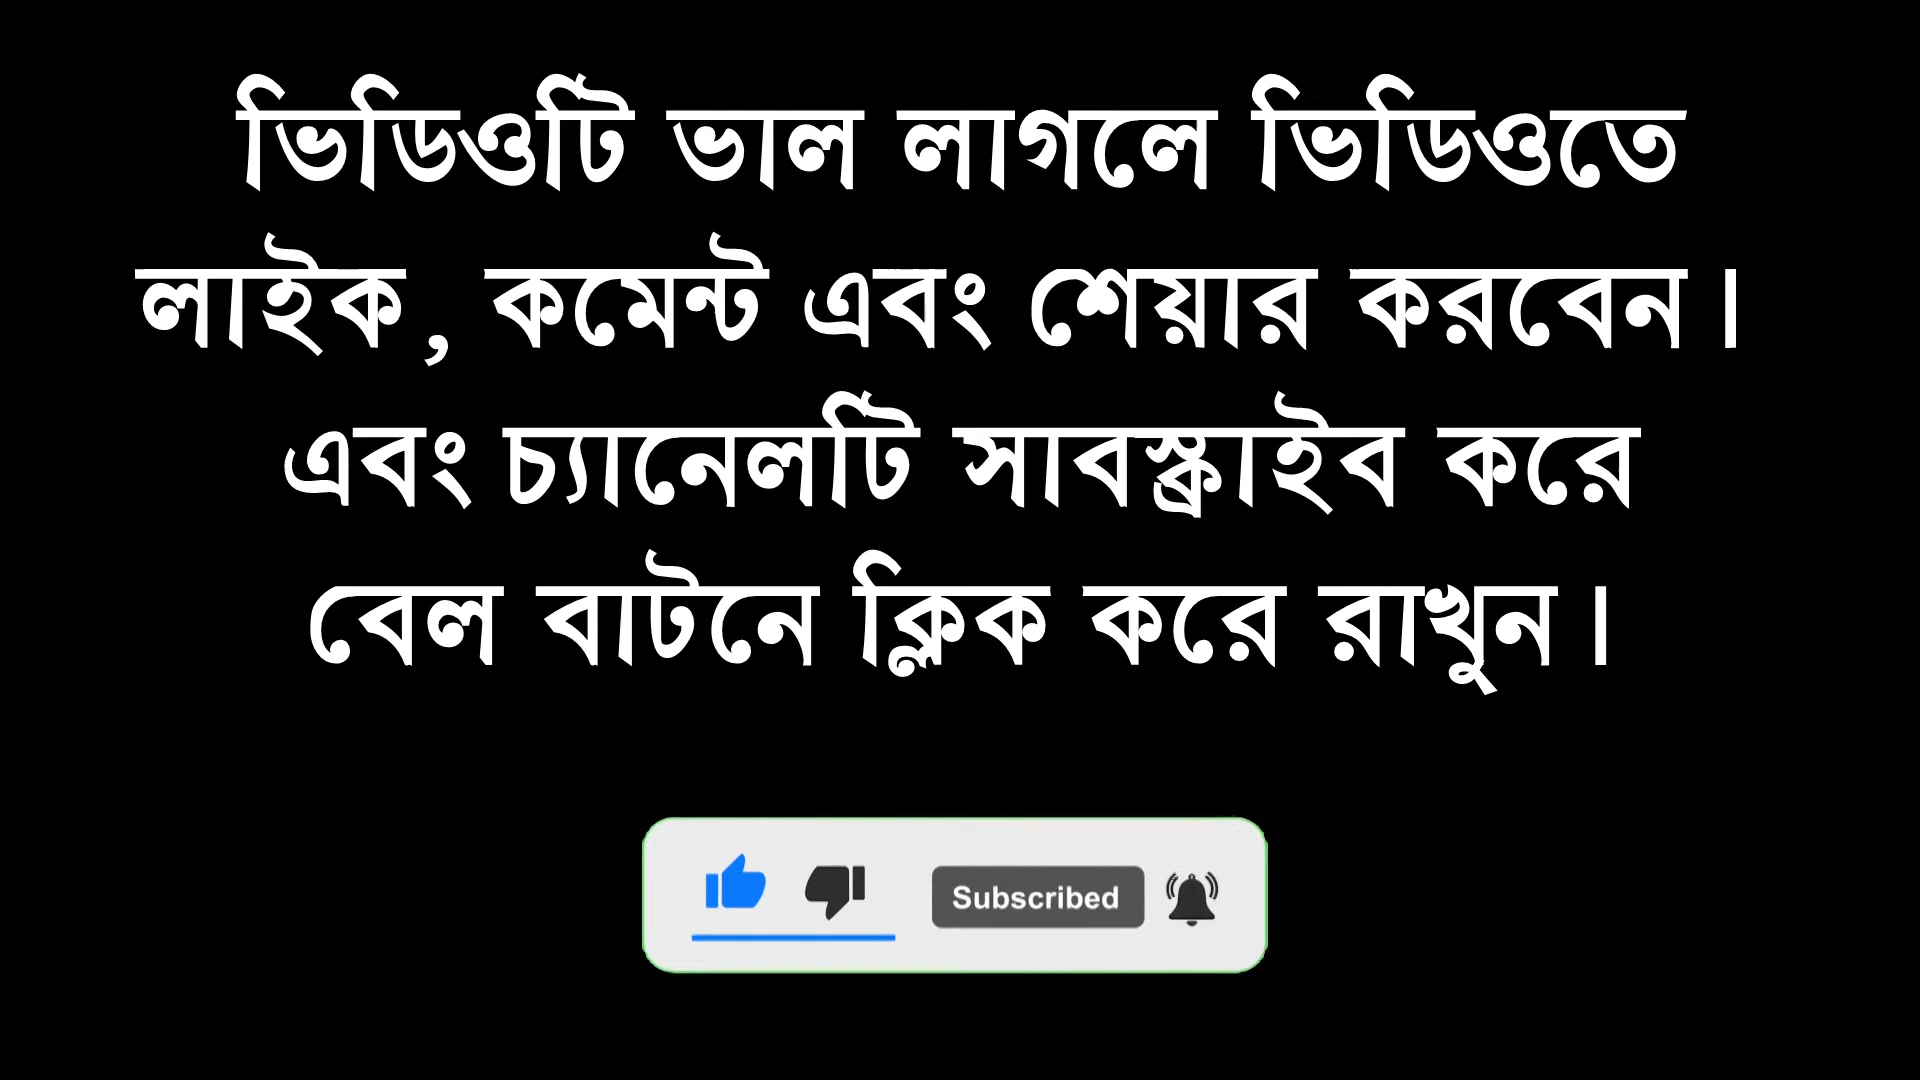 ভিডিওটি ভাল লাগলে ভিডিওতে
লাইক, কমেন্ট এবং শেয়ার করবেন।
এবং চ্যানেলটি সাবস্ক্রাইব করে
বেল বাটনে ক্লিক করে রাখুন।
Subscribed